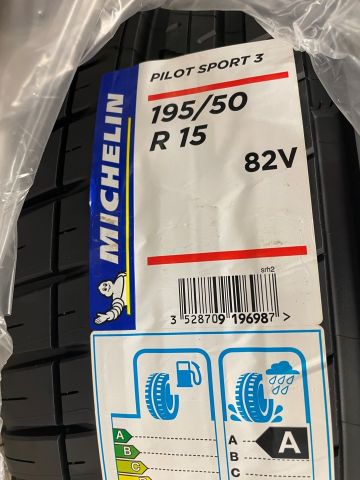 MICHELIN
PILOT SPORT 3
195/50
R 15
82V
srh2
3 528709 196987 >
A
B
C
A
B
C
A